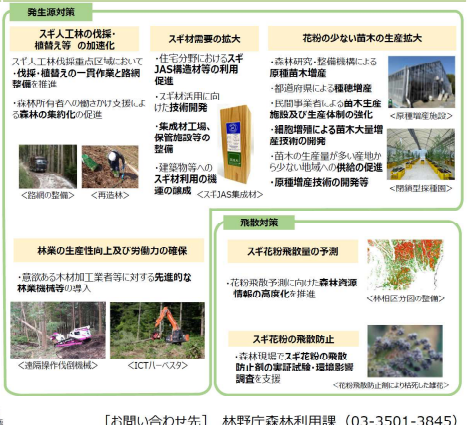 発生源対策
スギ人工林の伐採・
植替え等 の加速化
スギ人工林伐採重点区域において
・伐採・植替えの一貫作業と路網
整備を推進
・森林所有者への働きかけ支援によ
る森林の集約化の促進
＜路網の整備＞
＜再造林＞
スギ材需要の拡大
・住宅分野におけるスギ
JAS構造材等の利用
促進
・スギ材活用に向
けた技術開発
・集成材工場、
保管施設等の
整備
・建築物等への
スギ材利用の機
運の醸成
＜スギJAS集成材＞
花粉の少ない苗木の生産拡大
・森林研究・整備機構による
原種苗木増産
・都道府県による種穂増産
・民間事業者による苗木生産
施設及び生産体制の強化
・細胞増殖による苗木大量増
産技術の開発
・苗木の生産量が多い産地か
ら少ない地域への供給の促進
・原種増産技術の開発等
＜原種増産施設＞
＜閉鎖型採種園＞
林業の生産性向上及び労働力の確保
・意欲ある木材加工業者等に対する先進的な
林業機械等の導入
＜遠隔操作伐倒機械＞
＜ICTハーベスタ＞
飛散対策
スギ花粉飛散量の予測
・花粉飛散予測に向けた森林資源
情報の高度化を推進
＜林相区分図の整備＞
スギ花粉の飛散防止
・森林現場でスギ花粉の飛散
防止剤の実証試験・環境影響
調査を支援
＜花粉飛散防止剤により枯死した雄花＞
［お問い合わせ先］ 林野庁森林利用課（03-3501-3845）